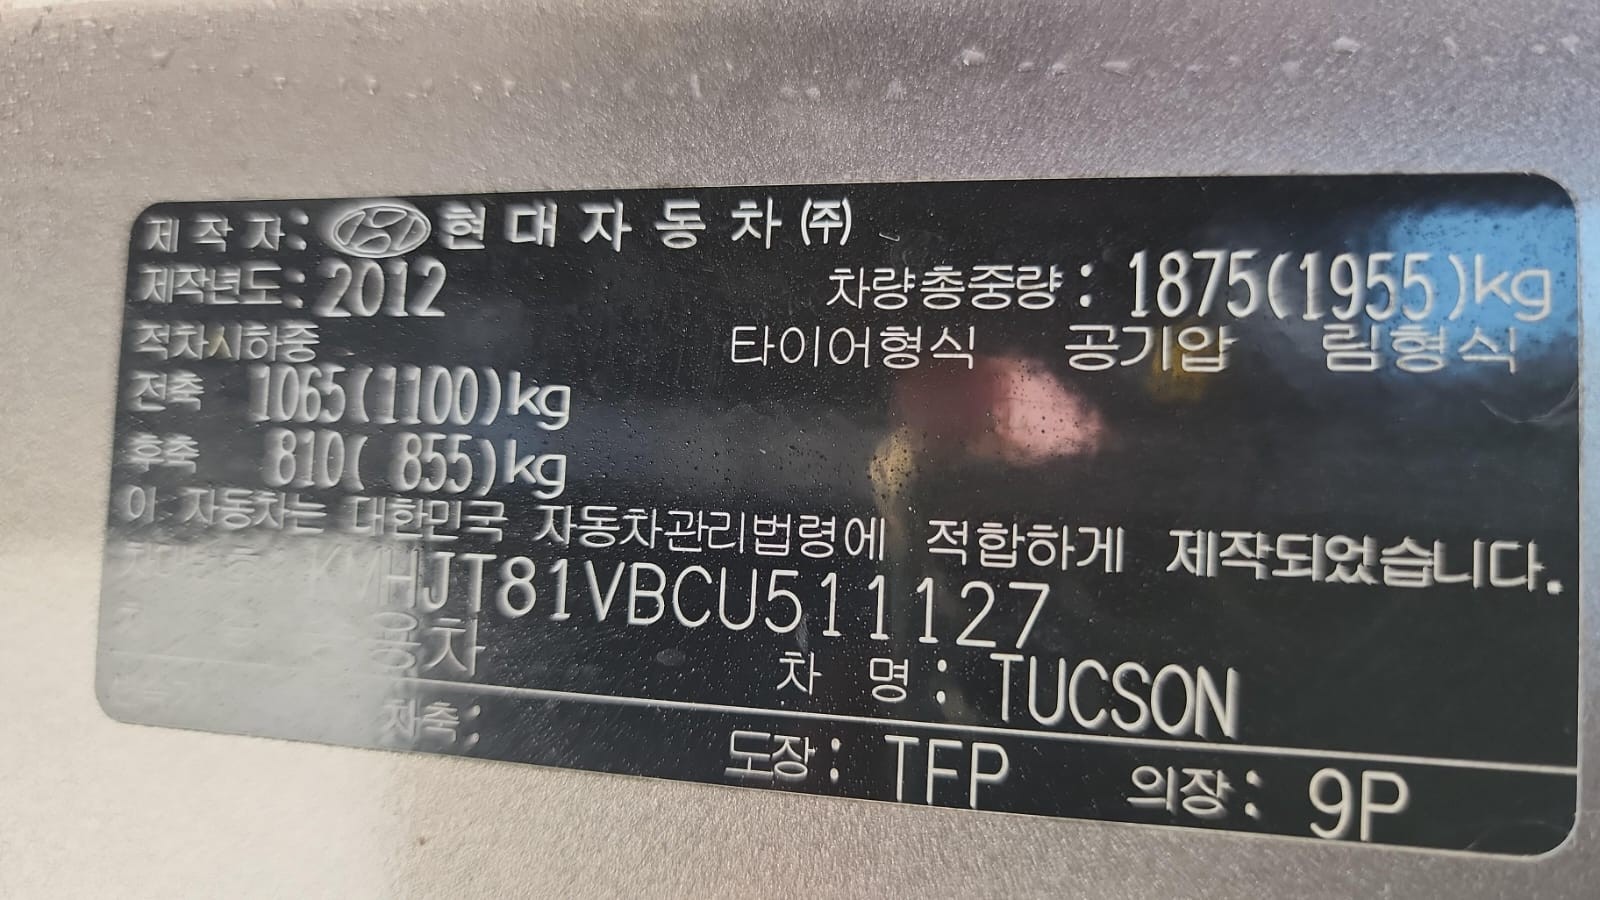 제작자: 현대자동차(주)
제작년도: 2012 차량총중량: 1875(1955)kg
적차시하중 타이어형식 공기압 림형식
전축 1065(1100)kg
후축 810( 855)kg
이 자동차는 대한민국 자동차관리법령에 적합하게 제작되었습니다.
KMHJT81VBCU511127
용차 차 명: TUCSON
차축: 도장: TFP 의장: 9P